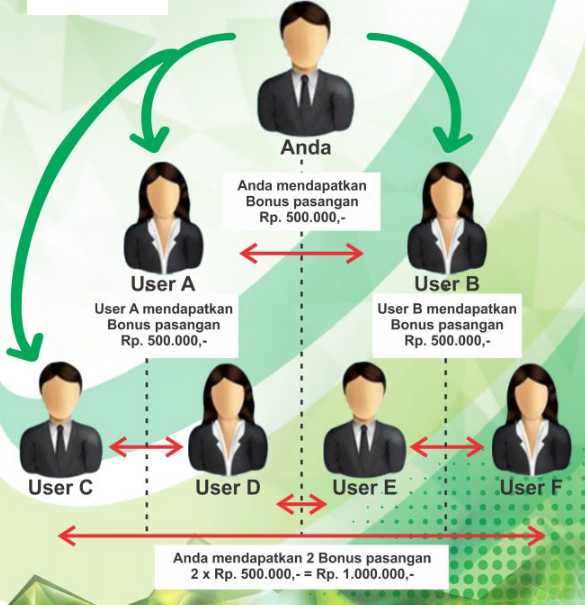 Anda
Anda mendapatkan
Bonus pasangan
Rp. 500.000,-
User A
User B
User A mendapatkan
Bonus pasangan
Rp. 500.000,-
User B mendapatkan
Bonus pasangan
Rp. 500.000,-
User C
User D
User E
User F
Anda mendapatkan 2 Bonus pasangan
2 x Rp. 500.000,- = Rp. 1.000.000,-